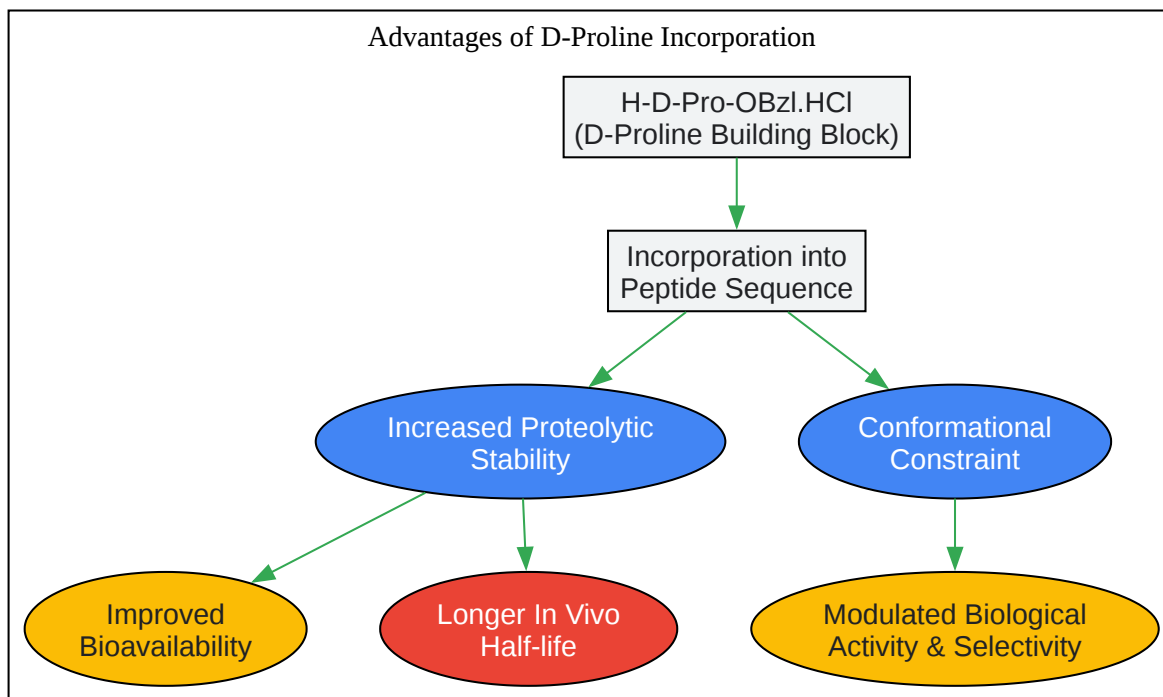 Advantages of D-Proline Incorporation
H-D-Pro-OBzl.HCl
(D-Proline Building Block)
Incorporation into
Peptide Sequence
Increased Proteolytic
Stability
Conformational
Constraint
Improved
Bioavailability
Longer In Vivo
Half-life
Modulated Biological
Activity & Selectivity